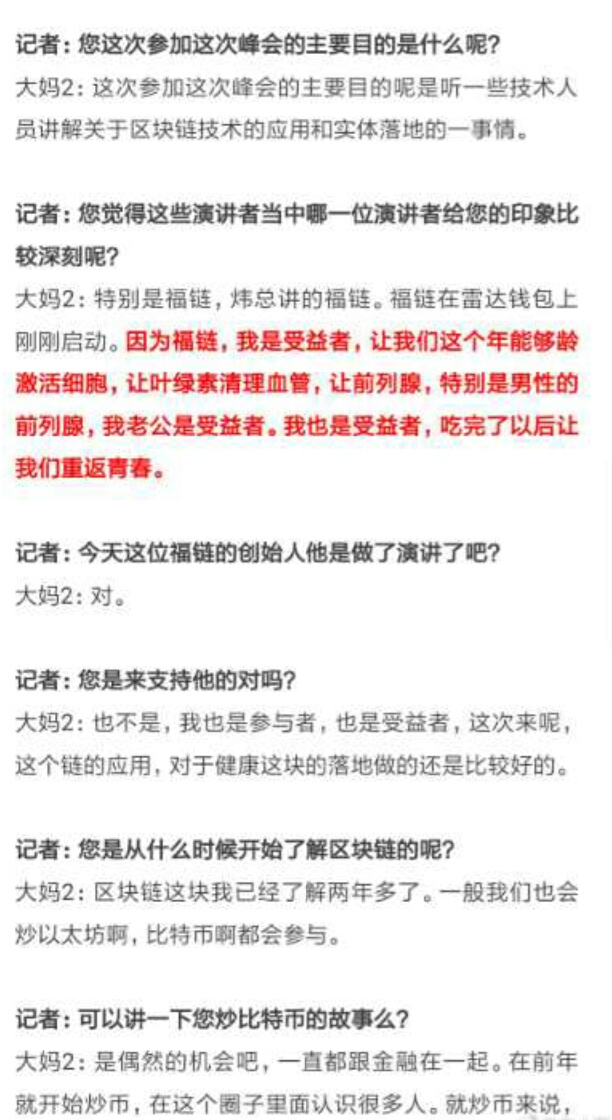 记者：您这次参加这次峰会的主要目的是什么呢？
大妈2：这次参加这次峰会的主要目的呢是听一些技术人
员讲解关于区块链技术的应用和实体落地的一事情。
记者：您觉得这些演讲者当中哪一位演讲者给您的印象比
较深刻呢？
大妈2：特别是福链，炜总讲的福链。福链在雷达钱包上
刚刚启动。因为福链，我是受益者，让我们这个年能够龄
激活细胞，让叶绿素清理血管，让前列腺，特别是男性的
前列腺，我老公是受益者。我也是受益者，吃完了以后让
我们重返青春。
记者：今天这位福链的创始人他是做了演讲了吧？
大妈2：对。
记者：您是来支持他的对吗？
大妈2：也不是，我也是参与者，也是受益者，这次来呢，
这个链的应用，对于健康这块的落地做的还是比较好的。
记者：您是从什么时候开始了解区块链的呢？
大妈2：区块链这块我已经了解两年多了。一般我们也会
炒以太坊啊，比特币啊都会参与。
记者：可以讲一下您炒比特币的故事么？
大妈2：是偶然的机会吧，一直都跟金融在一起。在前年
就开始炒币，在这个圈子里面认识很多人。就炒币来说，